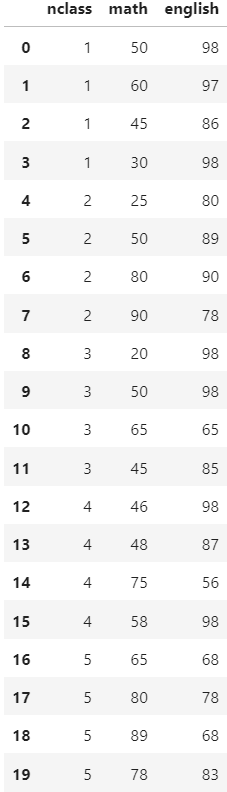 nclass math english
0 1 50 98
1 1 60 97
2 1 45 86
3 1 30 98
4 2 25 80
5 2 50 89
6 2 80 90
7 2 90 78
8 3 20 98
9 3 50 98
10 3 65 65
11 3 45 85
12 4 46 98
13 4 48 87
14 4 75 56
15 4 58 98
16 5 65 68
17 5 80 78
18 5 89 68
19 5 78 83